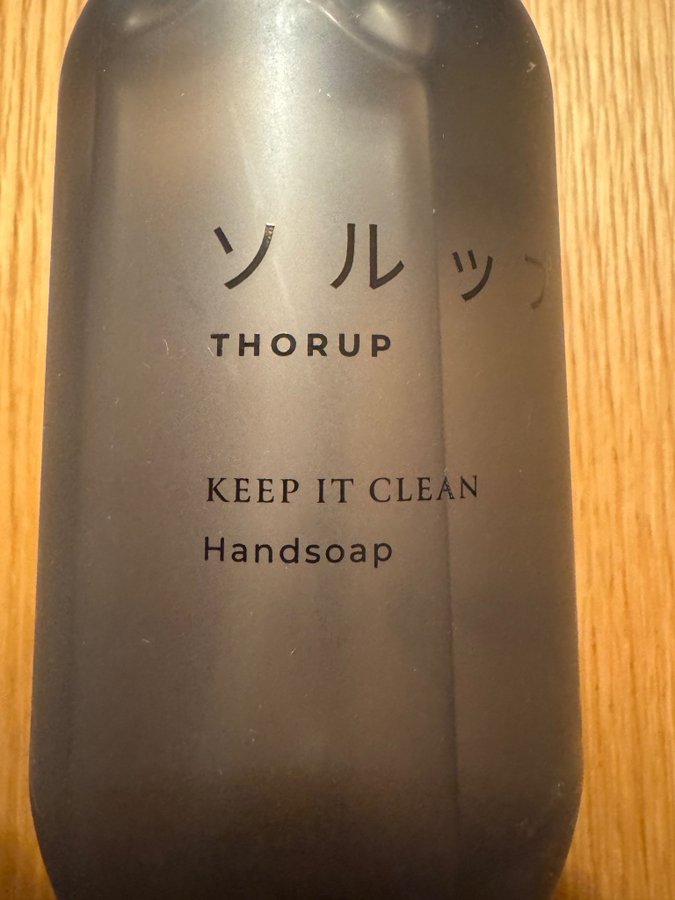 ソルッ
THORUP
KEEP IT CLEAN
Handsoap